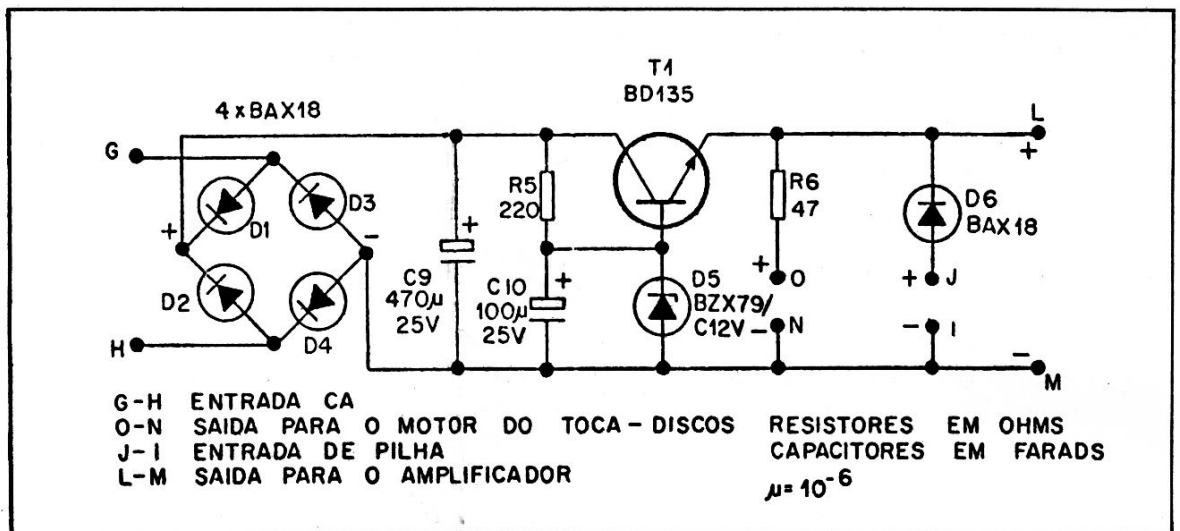 T1
BD135
4xBAX18
L
+
G
R5
220
R6
47
D6
BAX18
D3
D1
+
-
+
C9
470μ
25V
C10
100μ
25V
+
D5
BZX79/
C12V
+
O
-
N
+
J
-
I
D2
D4
H
-
M
G-H ENTRADA CA
O-N SAIDA PARA O MOTOR DO TOCA-DISCOS
J-I ENTRADA DE PILHA
L-M SAIDA PARA O AMPLIFICADOR
RESISTORES EM OHMS
CAPACITORES EM FARADS
μ=10⁻⁶